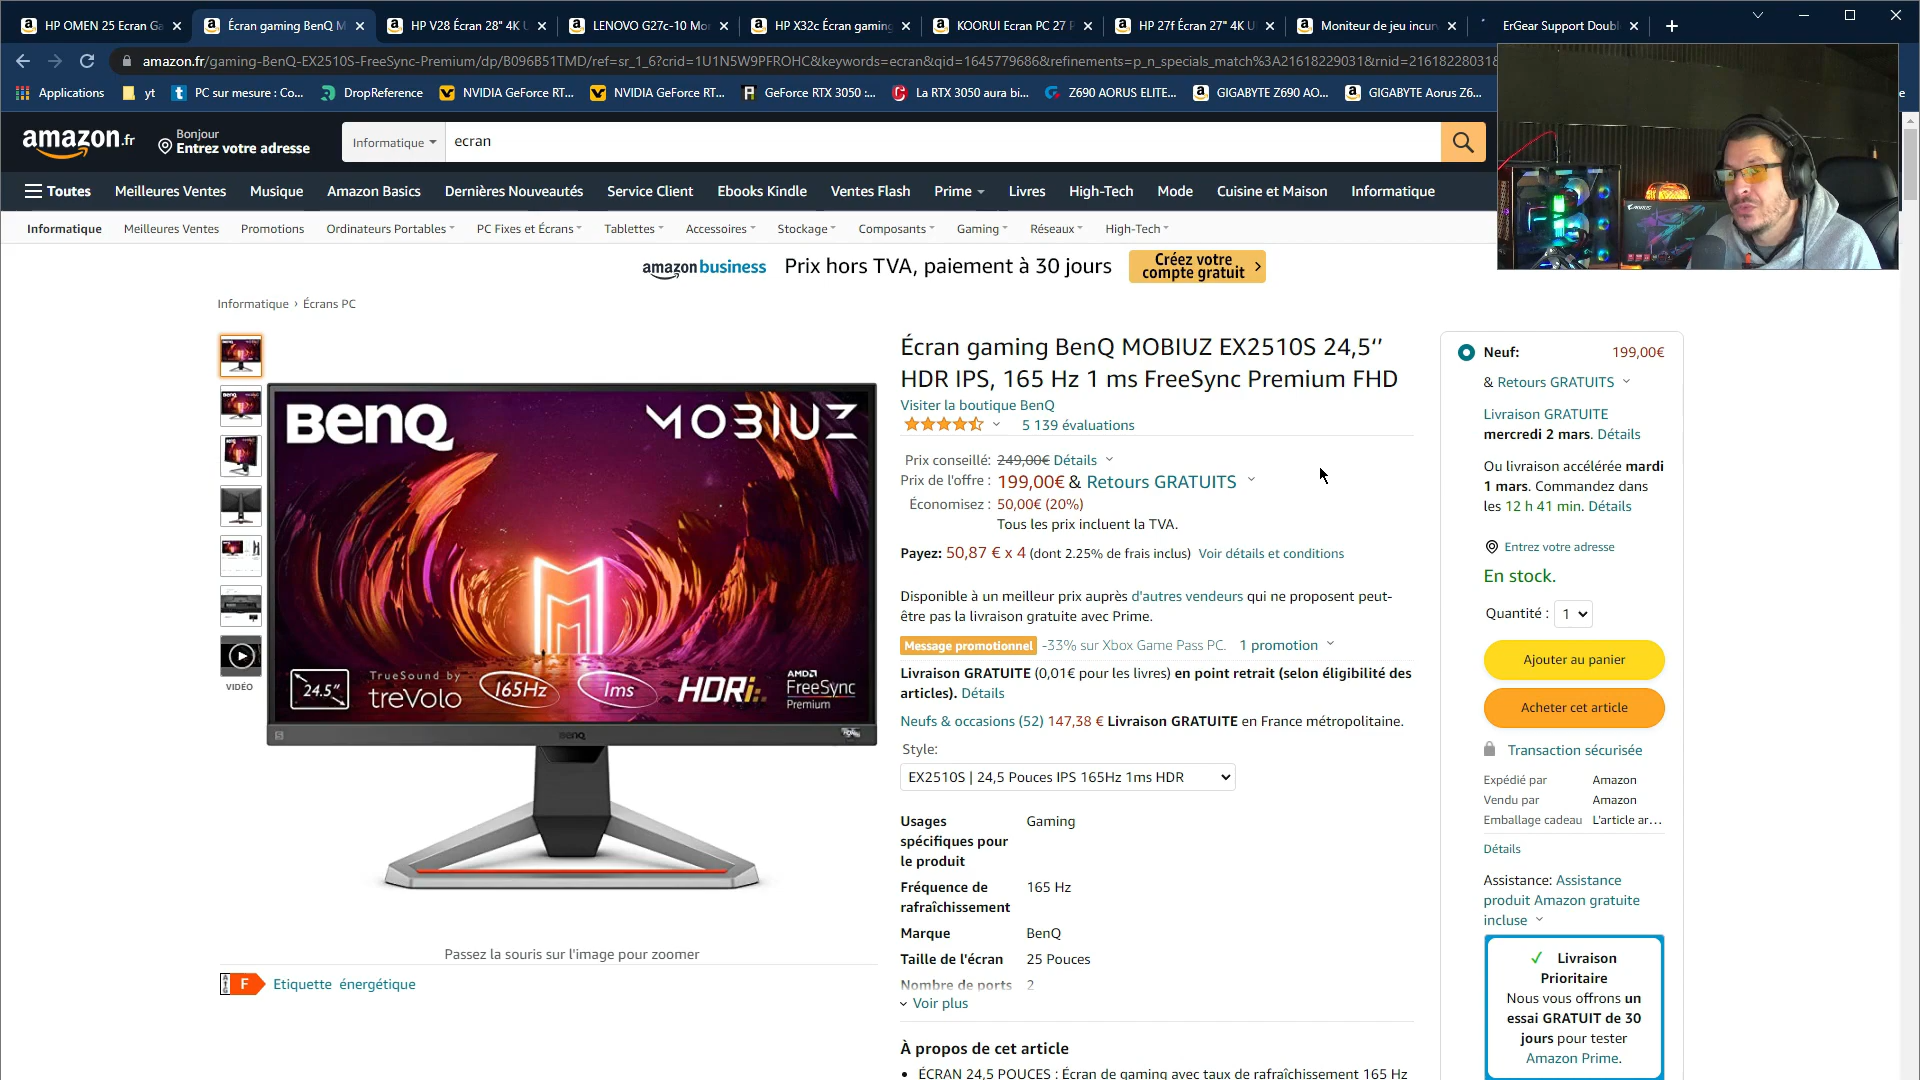 HP OMEN 25 Ecran Ga
Écran gaming BenQ M
HP V28 Écran 28" 4K U
LENOVO G27c-10 Mo
HP X32c Écran gaming
KOORUI Ecran PC 27 P
HP 27f Écran 27" 4K U
Moniteur de jeu incur
ErGear Support Doubl
amazon.fr/gaming-BenQ-EX2510S-FreeSync-Premium/dp/B096B51TMD/ref=sr_1_6?crid=1U1N5W9PFROHC&keywords=ecran&qid=1645779686&refinements=p_n_specials_match%3A21618229031&rnid=21618228031&
Applications
yt
PC sur mesure : Co...
DropReference
NVIDIA GeForce RT...
NVIDIA GeForce RT...
GeForce RTX 3050 :...
La RTX 3050 aura bi...
Z690 AORUS ELITE...
GIGABYTE Z690 AO...
GIGABYTE Aorus Z6...
amazon.fr
Bonjour
Entrez votre adresse
Informatique
ecran
Toutes
Meilleures Ventes
Musique
Amazon Basics
Dernières Nouveautés
Service Client
Ebooks Kindle
Ventes Flash
Prime
Livres
High-Tech
Mode
Cuisine et Maison
Informatique
Informatique
Meilleures Ventes
Promotions
Ordinateurs Portables
PC Fixes et Écrans
Tablettes
Accessoires
Stockage
Composants
Gaming
Réseaux
High-Tech
amazon business Prix hors TVA, paiement à 30 jours
Créez votre
compte gratuit
Informatique › Écrans PC
BenQ
MOBIUZ
24.5"
TrueSound by
treVolo
165Hz
1ms
HDRi
AMD
FreeSync
Premium
BenQ
VIDÉO
Passez la souris sur l'image pour zoomer
F
Etiquette énergétique
Écran gaming BenQ MOBIUZ EX2510S 24,5‘’
HDR IPS, 165 Hz 1 ms FreeSync Premium FHD
Visiter la boutique BenQ
5 139 évaluations
Prix conseillé: 249,00€ Détails
Prix de l'offre : 199,00€ & Retours GRATUITS
Économisez : 50,00€ (20%)
Tous les prix incluent la TVA.
Payez: 50,87 € x 4 (dont 2.25% de frais inclus) Voir détails et conditions
Disponible à un meilleur prix auprès d'autres vendeurs qui ne proposent peut-
être pas la livraison gratuite avec Prime.
Message promotionnel -33% sur Xbox Game Pass PC. 1 promotion
Livraison GRATUITE (0,01€ pour les livres) en point retrait (selon éligibilité des
articles). Détails
Neufs & occasions (52) 147,38 € Livraison GRATUITE en France métropolitaine.
Style:
EX2510S | 24,5 Pouces IPS 165Hz 1ms HDR
Usages
spécifiques pour
le produit
Gaming
Fréquence de
rafraîchissement
165 Hz
Marque
BenQ
Taille de l'écran
25 Pouces
Nombre de ports
2
Voir plus
À propos de cet article
ÉCRAN 24,5 POUCES : Écran de gaming avec taux de rafraîchissement 165 Hz
Neuf: 199,00€
& Retours GRATUITS
Livraison GRATUITE
mercredi 2 mars. Détails
Ou livraison accélérée mardi
1 mars. Commandez dans
les 12 h 41 min. Détails
Entrez votre adresse
En stock.
Quantité : 1
Ajouter au panier
Acheter cet article
Transaction sécurisée
Expédié par Amazon
Vendu par Amazon
Emballage cadeau L'article ar...
Détails
Assistance: Assistance
produit Amazon gratuite
incluse
Livraison
Prioritaire
Nous vous offrons un
essai GRATUIT de 30
jours pour tester
Amazon Prime.